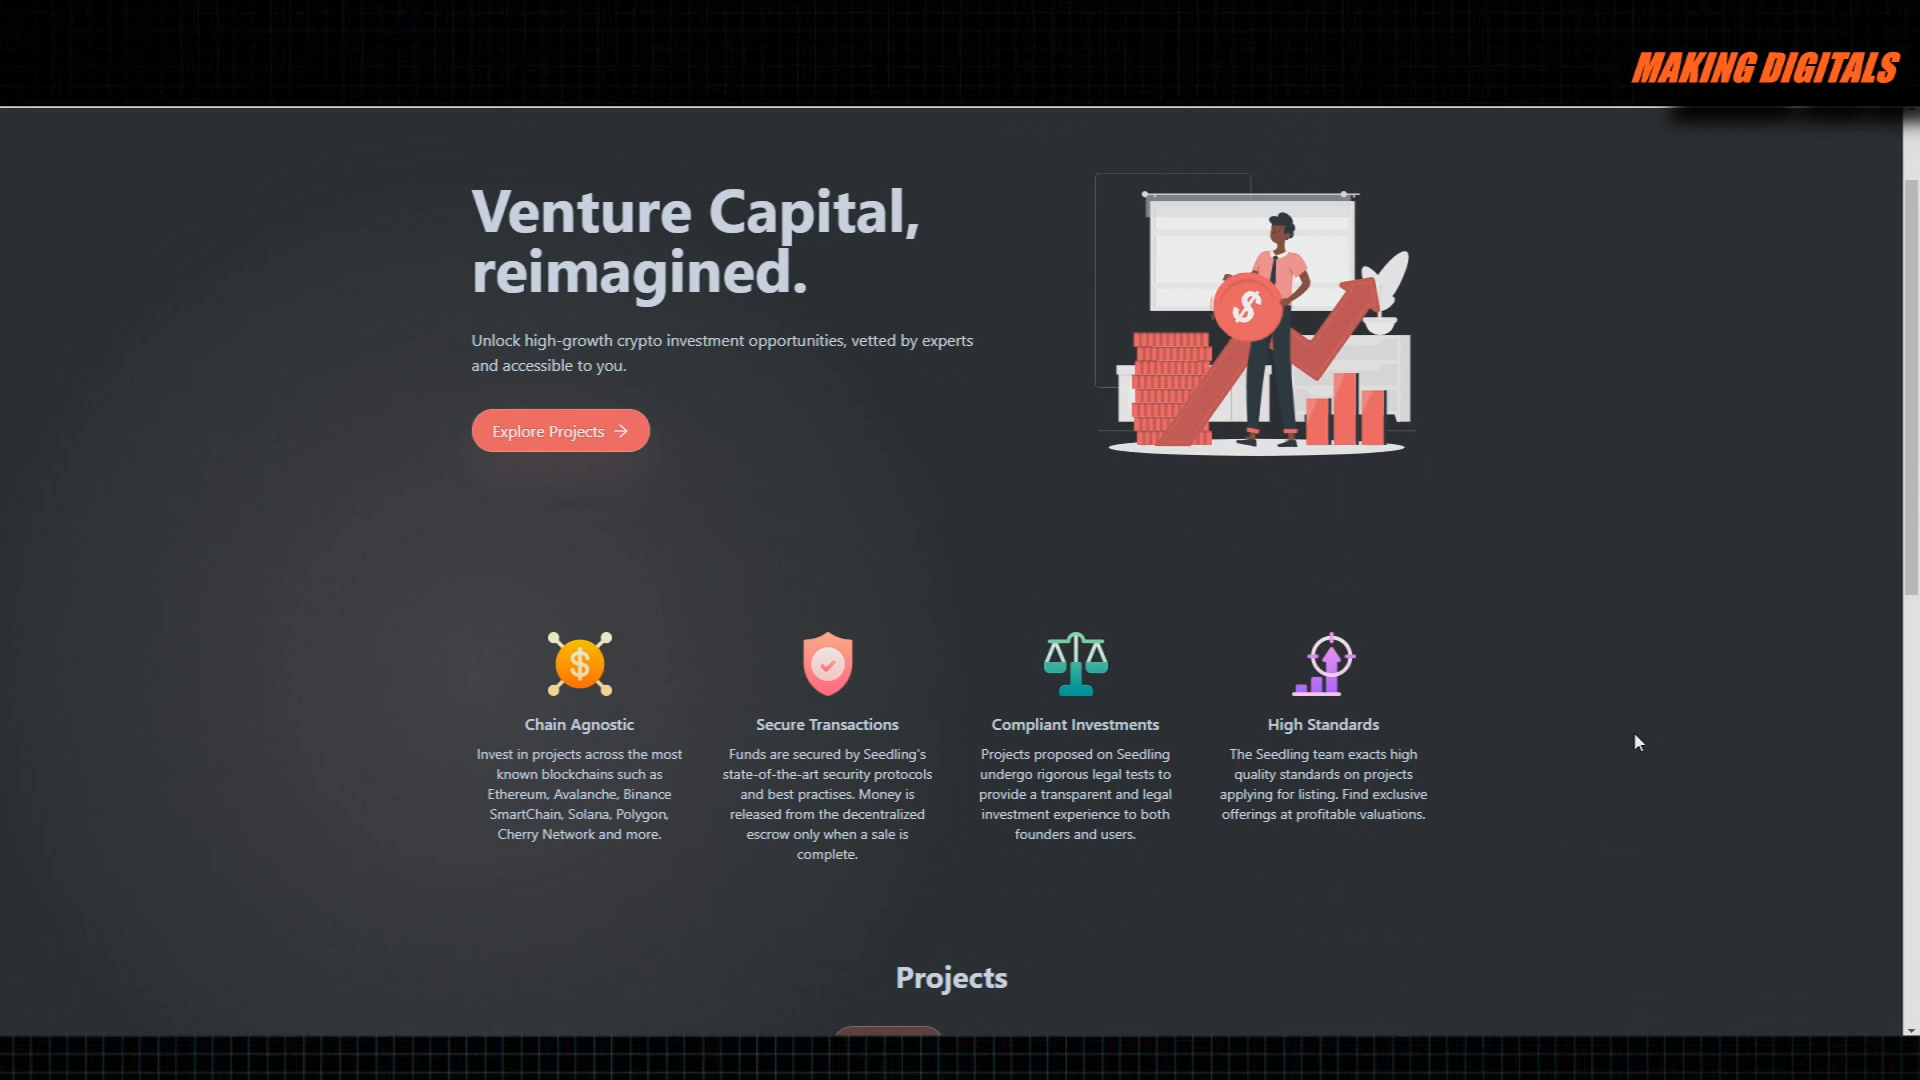 MAKING DIGITALS
Venture Capital,
reimagined.
Unlock high-growth crypto investment opportunities, vetted by experts
and accessible to you.
Explore Projects
$
$
Chain Agnostic
Invest in projects across the most
known blockchains such as
Ethereum, Avalanche, Binance
SmartChain, Solana, Polygon,
Cherry Network and more.
Secure Transactions
Funds are secured by Seedling's
state-of-the-art security protocols
and best practises. Money is
released from the decentralized
escrow only when a sale is
complete.
Compliant Investments
Projects proposed on Seedling
undergo rigorous legal tests to
provide a transparent and legal
investment experience to both
founders and users.
High Standards
The Seedling team exacts high
quality standards on projects
applying for listing. Find exclusive
offerings at profitable valuations.
Projects